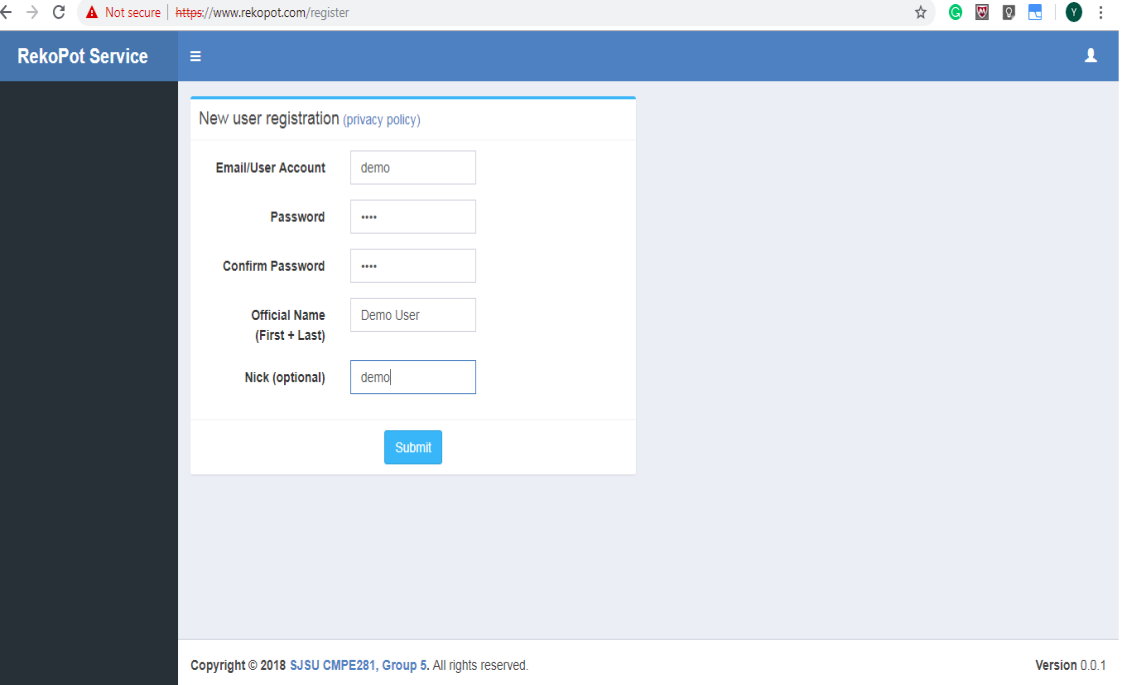 Not secure | https://www.rekopot.com/register
Y
RekoPot Service
New user registration (privacy policy)
Email/User Account demo
Password ••••
Confirm Password ••••
Official Name Demo User
(First + Last)
Nick (optional) demo
Submit
Copyright © 2018 SJSU CMPE281, Group 5. All rights reserved. Version 0.0.1